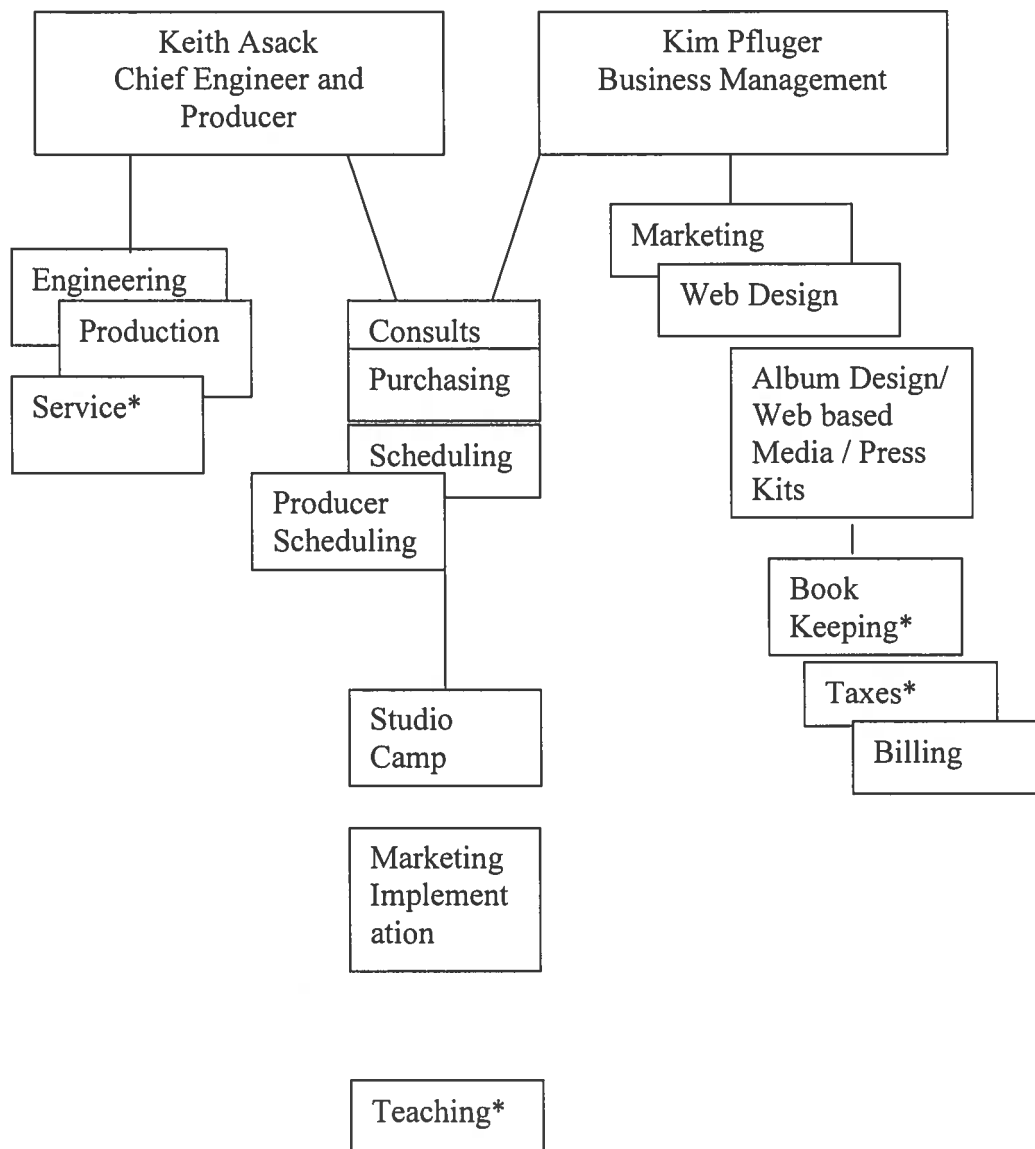 Keith Asack
Chief Engineer and
Producer
Kim Pfluger
Business Management
Engineering
Production
Service*
Consults
Purchasing
Scheduling
Producer
Scheduling
Studio
Camp
Marketing
Implement
ation
Teaching*
Marketing
Web Design
Album Design/
Web based
Media / Press
Kits
Book
Keeping*
Taxes*
Billing